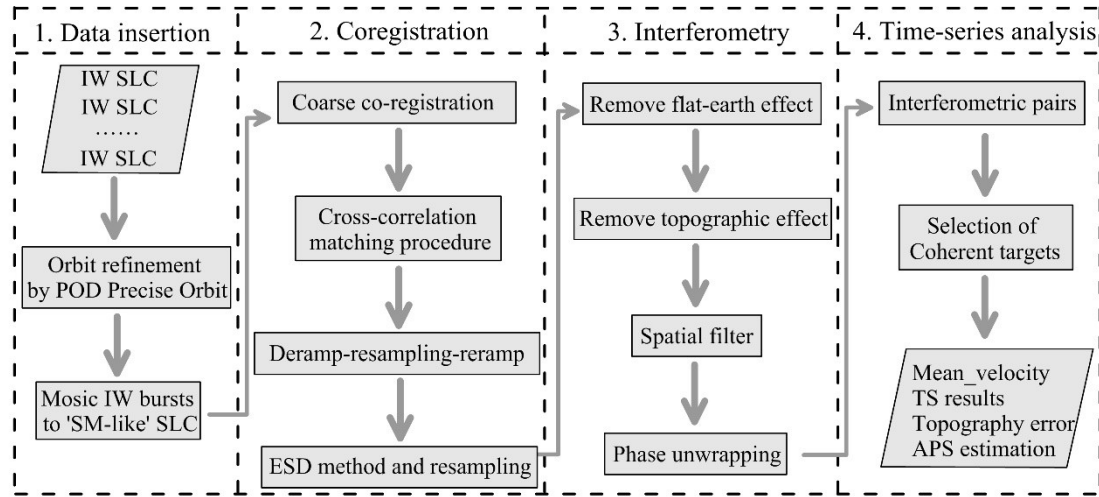 1. Data insertion
IW SLC
IW SLC
......
IW SLC
Orbit refinement
by POD Precise Orbit
Mosic IW bursts
to 'SM-like' SLC
2. Coregistration
Coarse co-registration
Cross-correlation
matching procedure
Deramp-resampling-reramp
ESD method and resampling
3. Interferometry
Remove flat-earth effect
Remove topographic effect
Spatial filter
Phase unwrapping
4. Time-series analysis
Interferometric pairs
Selection of
Coherent targets
Mean_velocity
TS results
Topography error
APS estimation